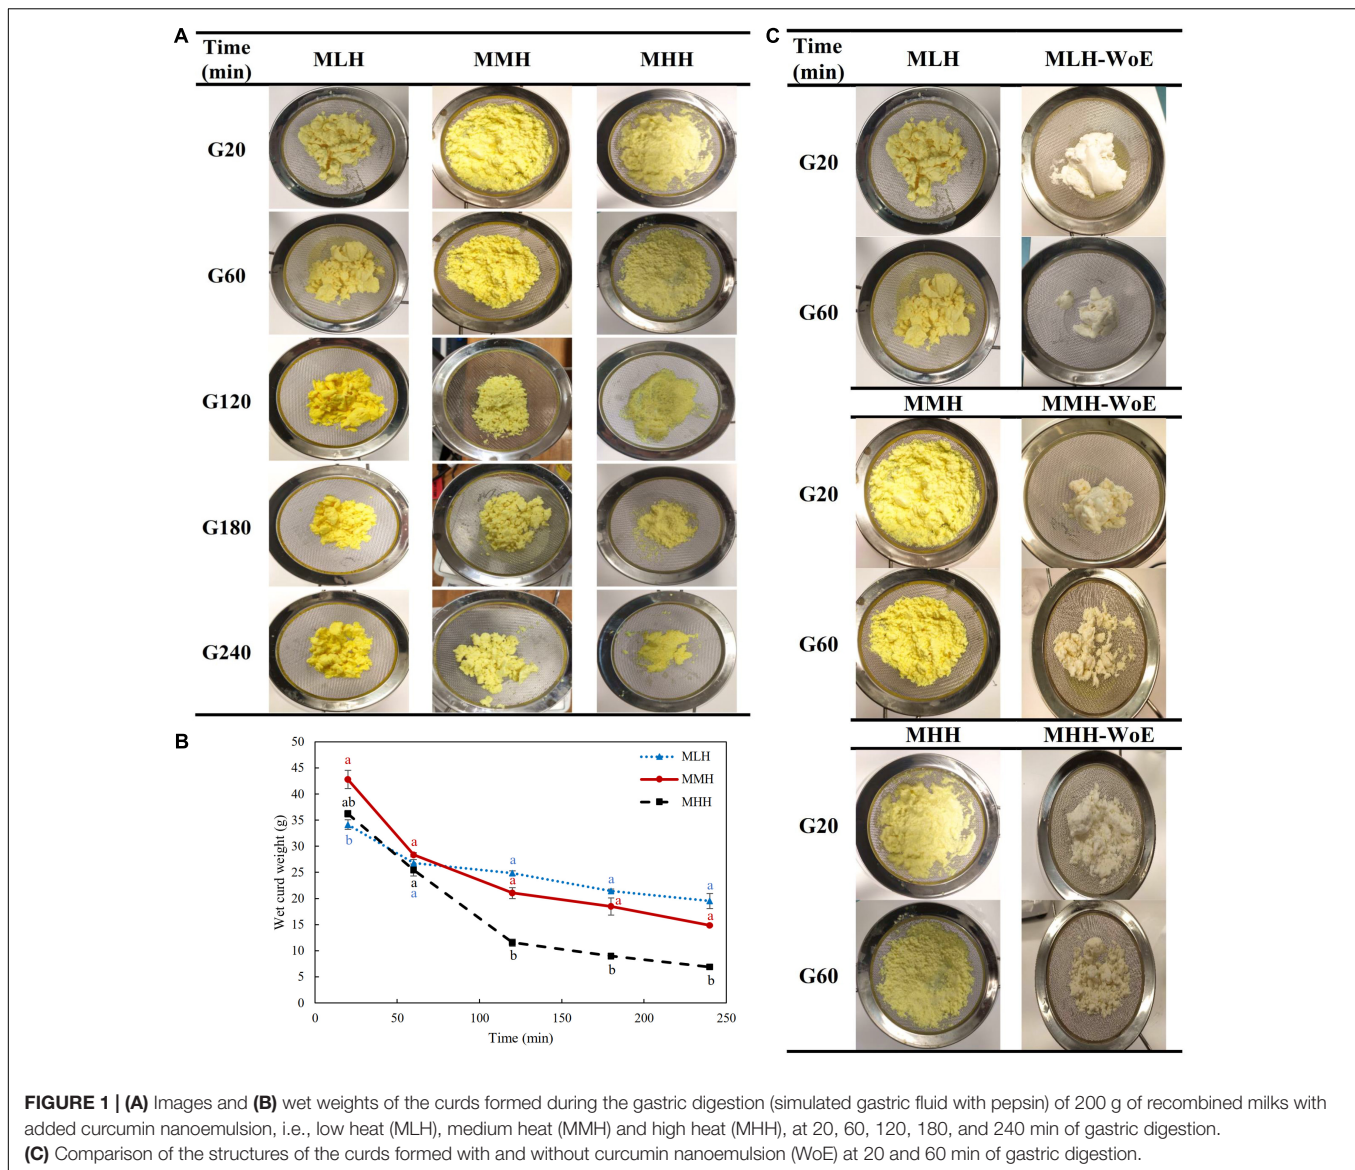 A
Time
(min)
MLH
MMH
MHH
G20
G60
G120
G180
G240
B
50
45
40
35
30
25
20
15
10
5
0
Wet curd weight (g)
0
50
100
150
200
250
Time (min)
MLH
MMH
MHH
a
ab
b
a
a
a
a
a
b
a
a
b
a
a
b
C
Time
(min)
MLH
MLH-WoE
G20
G60
MMH
MMH-WoE
G20
G60
MHH
MHH-WoE
G20
G60
FIGURE 1 | (A) Images and (B) wet weights of the curds formed during the gastric digestion (simulated gastric fluid with pepsin) of 200 g of recombined milks with
added curcumin nanoemulsion, i.e., low heat (MLH), medium heat (MMH) and high heat (MHH), at 20, 60, 120, 180, and 240 min of gastric digestion.
(C) Comparison of the structures of the curds formed with and without curcumin nanoemulsion (WoE) at 20 and 60 min of gastric digestion.